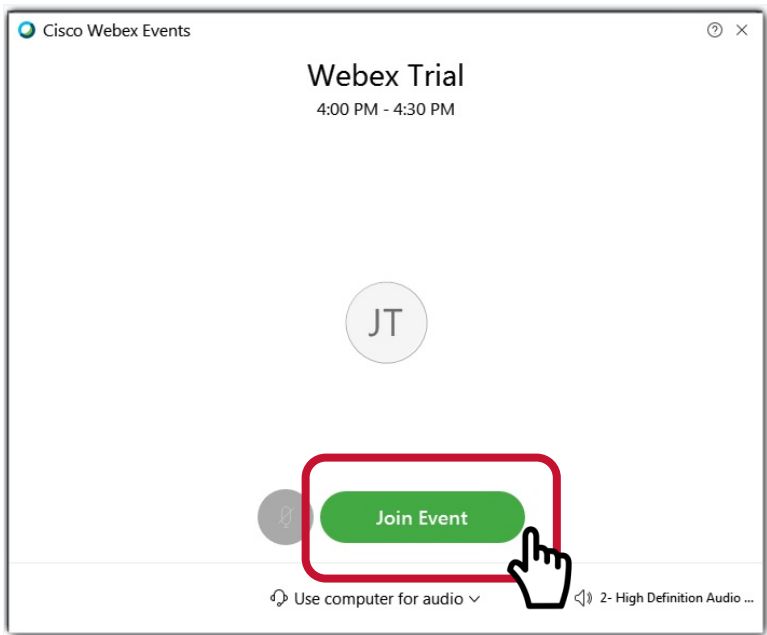 Cisco Webex Events
Webex Trial
4:00 PM - 4:30 PM
JT
Join Event
Use computer for audio
2- High Definition Audio ...